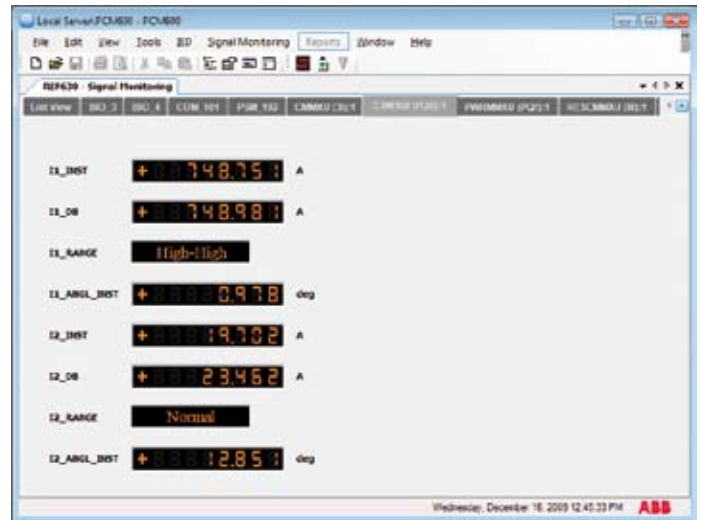 Local Server\PCM600 - PCM600
File Edit View Tools IED Signal Monitoring Reports Window Help
REF630 - Signal Monitoring
List View BIO_3 BIO_4 COM_101 PSM_102
I1_INST + 748.751 A
I1_DB + 748.981 A
I1_RANGE High-High
I1_ANGL_INST + 0.978 deg
I2_INST + 19.702 A
I2_DB + 23.462 A
I2_RANGE Normal
I2_ANGL_INST + 12.851 deg
Wednesday, December 16, 2009 12:45:33 PM ABB